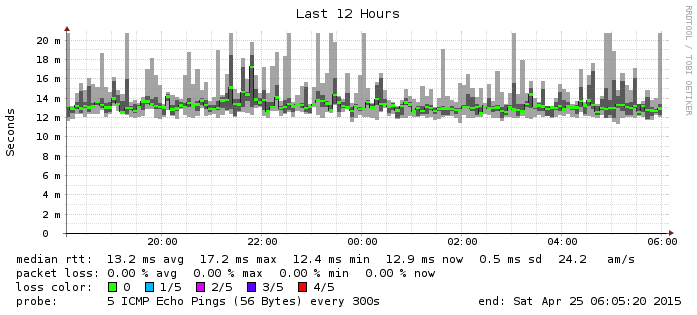 Last 12 Hours
RRDTOOL / TOBI OETIKER
Seconds
20 m
18 m
16 m
14 m
12 m
10 m
8 m
6 m
4 m
2 m
0
20:00 22:00 00:00 02:00 04:00 06:00
median rtt: 13.2 ms avg 17.2 ms max 12.4 ms min 12.9 ms now 0.5 ms sd 24.2 am/s
packet loss: 0.00 % avg 0.00 % max 0.00 % min 0.00 % now
loss color: 0 1/5 2/5 3/5 4/5
probe: 5 ICMP Echo Pings (56 Bytes) every 300s end: Sat Apr 25 06:05:20 2015